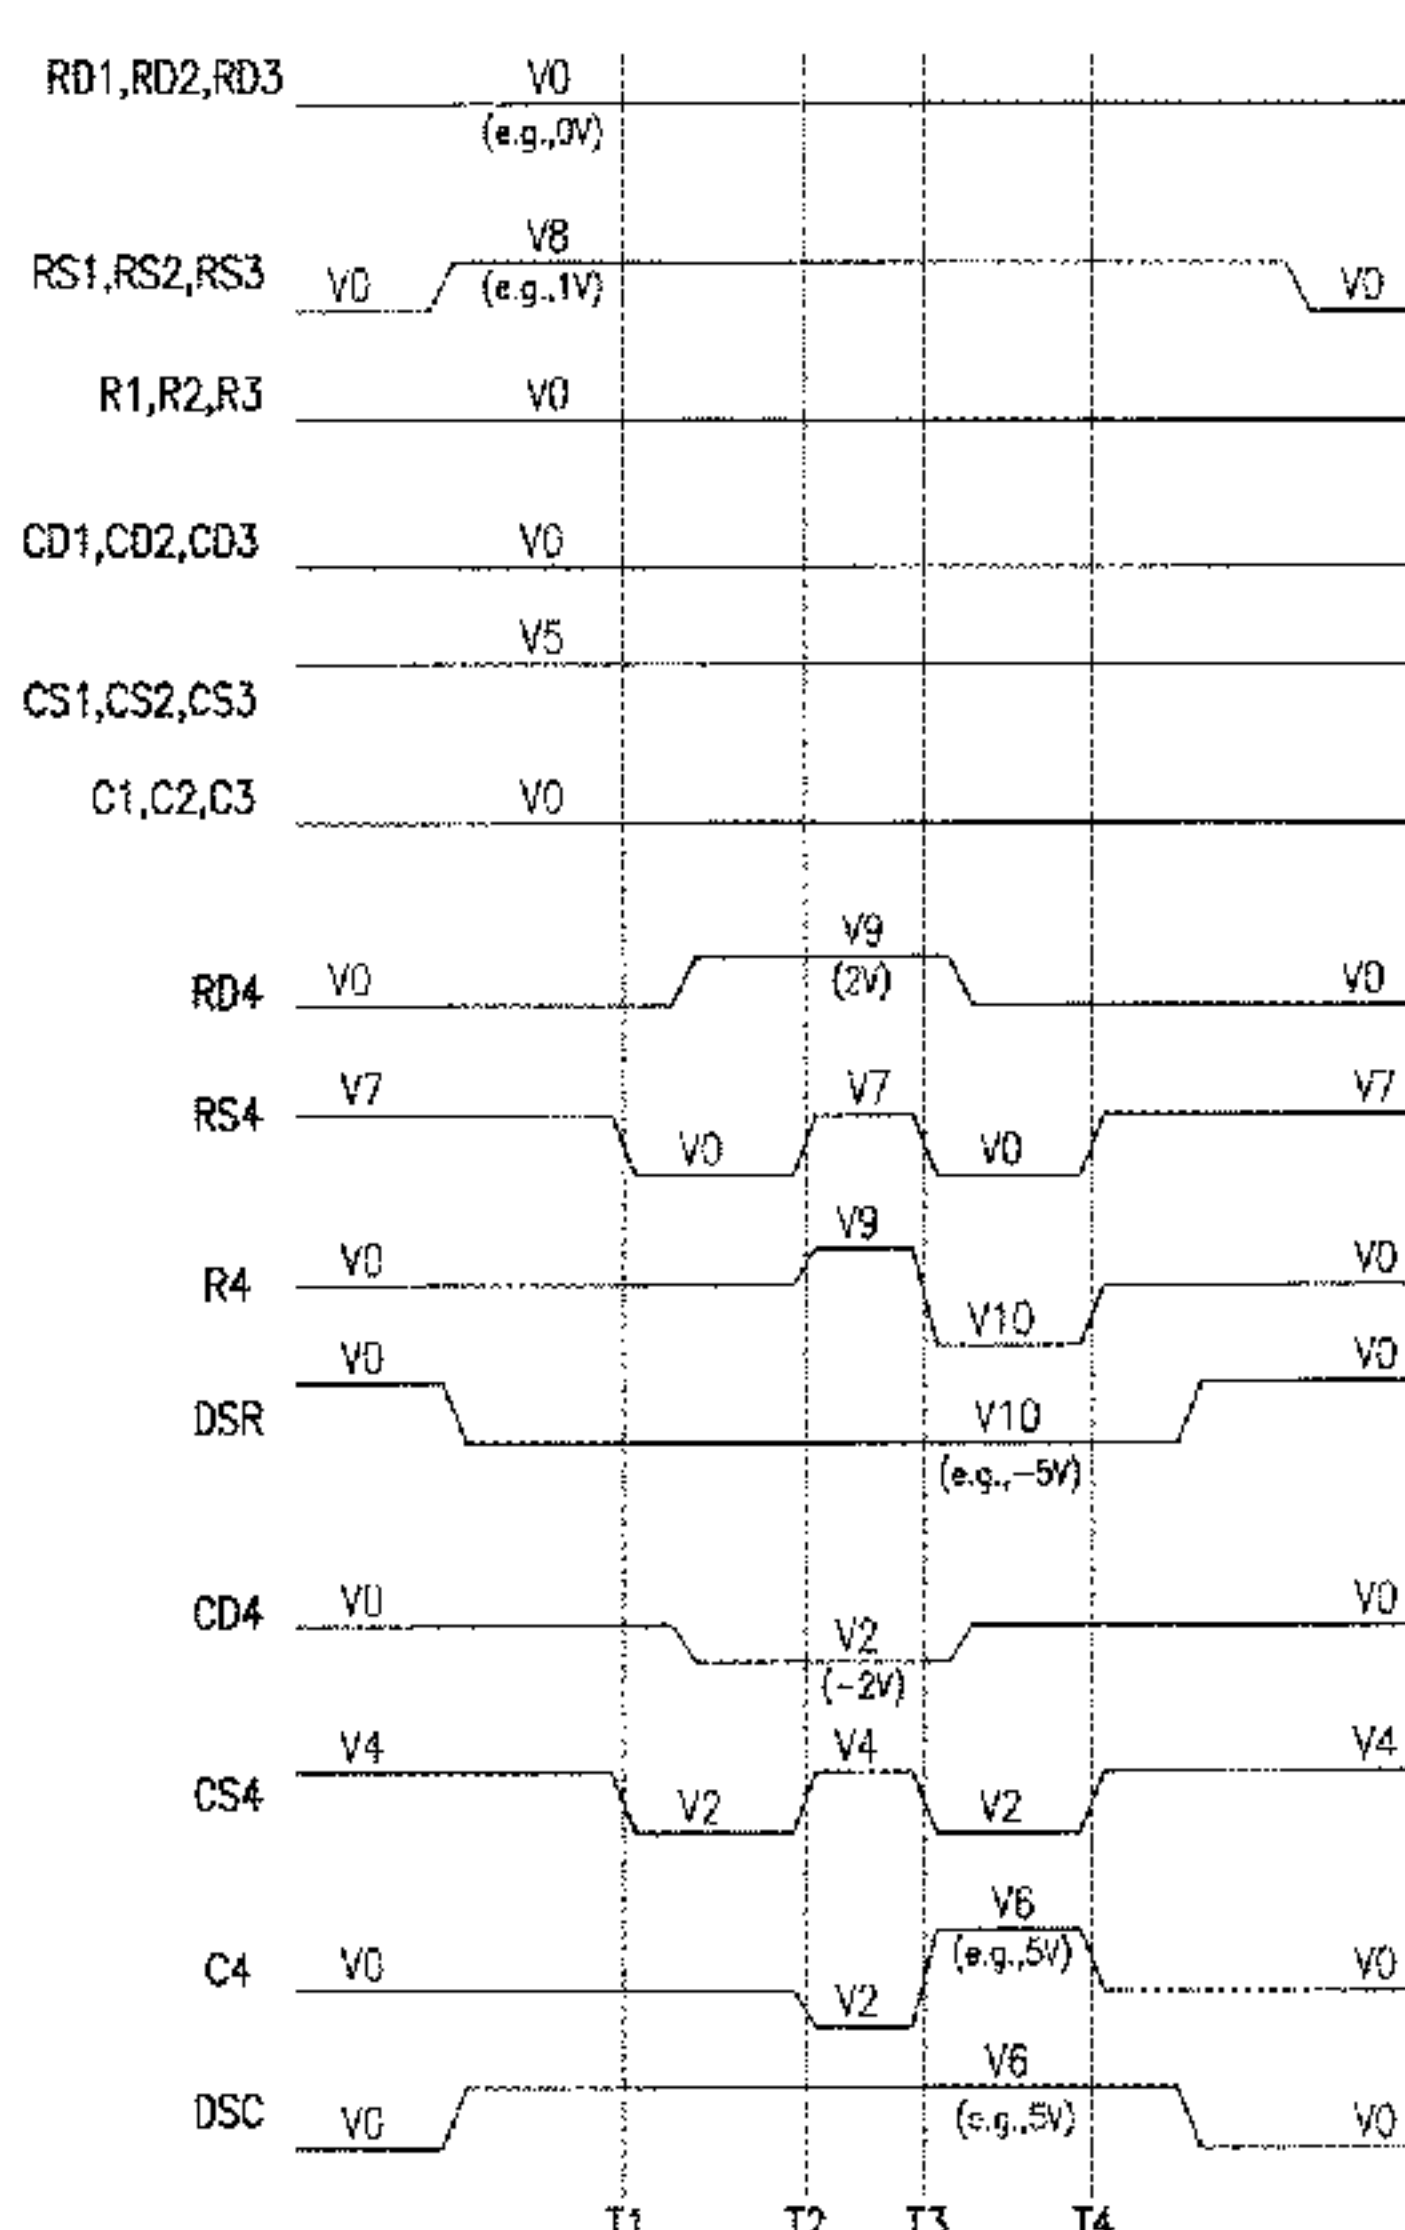 RD1,RD2,RD3 V0
(e.g.,0V)
V8
RS1,RS2,RS3 V0 (e.g.,1V) V0
R1,R2,R3 V0
CD1,CD2,CD3 V0
V5
CS1,CS2,CS3
C1,C2,C3 V0
V9
RD4 V0 (2V) V0
V7 V7 V7
RS4
V0 V0
V9
R4 V0 V0
V10
V0 V0
DSR V10
(e.g.,-5V)
CD4 V0 V0
V2
(-2V)
V4 V4 V4
CS4
V2 V2
V6
C4 V0 (e.g.,5V) V0
V2
V6
DSC V0 (e.g.,5V) V0
T1 T2 T3 T4